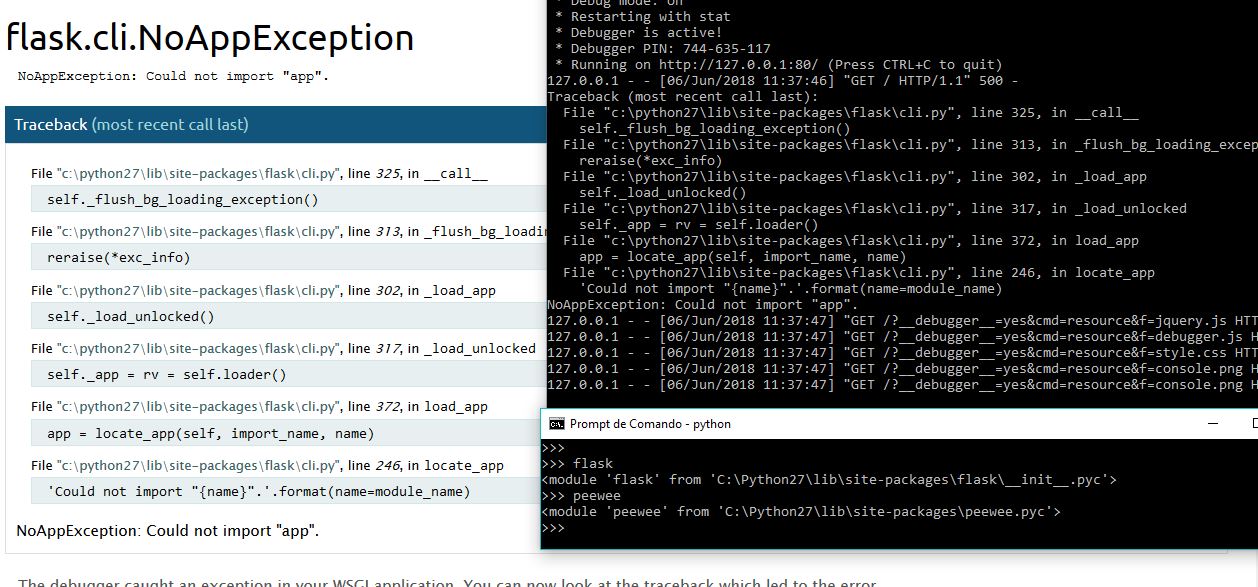 flask.cli.NoAppException
NoAppException: Could not import "app".
Traceback (most recent call last)
File "c:\python27\lib\site-packages\flask\cli.py", line 325, in __call__
self._flush_bg_loading_exception()
File "c:\python27\lib\site-packages\flask\cli.py", line 313, in
reraise(*exc_info)
File "c:\python27\lib\site-packages\flask\cli.py", line 302, in _load_app
self._load_unlocked()
File "c:\python27\lib\site-packages\flask\cli.py", line 317, in _load_unlocked
self._app = rv = self.loader()
File "c:\python27\lib\site-packages\flask\cli.py", line 372, in load_app
app = locate_app(self, import_name, name)
File "c:\python27\lib\site-packages\flask\cli.py", line 246, in locate_app
'Could not import "{name}".'.format(name=module_name)
NoAppException: Could not import "app".
The debugger caught an exception in your WSGI application. You can now look at the traceback which led to the error.
* Debug mode: on
* Restarting with stat
* Debugger is active!
* Debugger PIN: 744-635-117
* Running on http://127.0.0.1:80/ (Press CTRL+C to quit)
127.0.0.1 - - [06/Jun/2018 11:37:46] "GET / HTTP/1.1" 500 -
Traceback (most recent call last):
File "c:\python27\lib\site-packages\flask\cli.py", line 325, in __call__
self._flush_bg_loading_exception()
File "c:\python27\lib\site-packages\flask\cli.py", line 313, in _flush_bg_loading_excep
reraise(*exc_info)
File "c:\python27\lib\site-packages\flask\cli.py", line 302, in _load_app
self._load_unlocked()
File "c:\python27\lib\site-packages\flask\cli.py", line 317, in _load_unlocked
self._app = rv = self.loader()
File "c:\python27\lib\site-packages\flask\cli.py", line 372, in load_app
app = locate_app(self, import_name, name)
File "c:\python27\lib\site-packages\flask\cli.py", line 246, in locate_app
'Could not import "{name}".'.format(name=module_name)
NoAppException: Could not import "app".
127.0.0.1 - - [06/Jun/2018 11:37:47] "GET /?__debugger__=yes&cmd=resource&f=jquery.js HTT
127.0.0.1 - - [06/Jun/2018 11:37:47] "GET /?__debugger__=yes&cmd=resource&f=debugger.js H
127.0.0.1 - - [06/Jun/2018 11:37:47] "GET /?__debugger__=yes&cmd=resource&f=style.css HTT
127.0.0.1 - - [06/Jun/2018 11:37:47] "GET /?__debugger__=yes&cmd=resource&f=console.png H
127.0.0.1 - - [06/Jun/2018 11:37:47] "GET /?__debugger__=yes&cmd=resource&f=console.png H
Prompt de Comando - python
>>>
>>> flask
<module 'flask' from 'C:\Python27\lib\site-packages\flask\__init__.pyc'>
>>> peewee
<module 'peewee' from 'C:\Python27\lib\site-packages\peewee.pyc'>
>>>